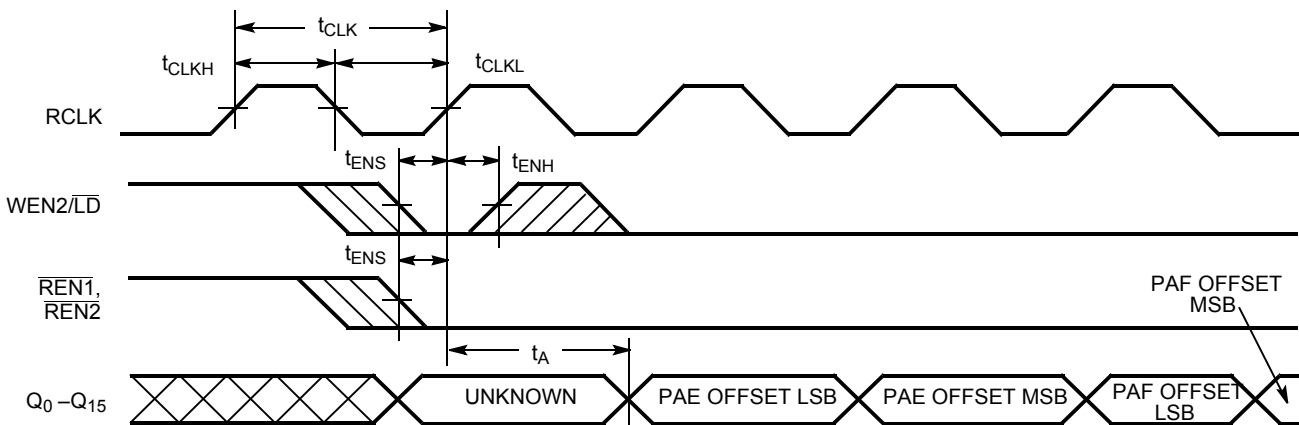 tCLK
tCLKH
tCLKL
RCLK
tENS
tENH
WEN2/LD
tENS
REN1,
REN2
PAF OFFSET
MSB
tA
Q0 –Q15
UNKNOWN
PAE OFFSET LSB
PAE OFFSET MSB
PAF OFFSET
LSB